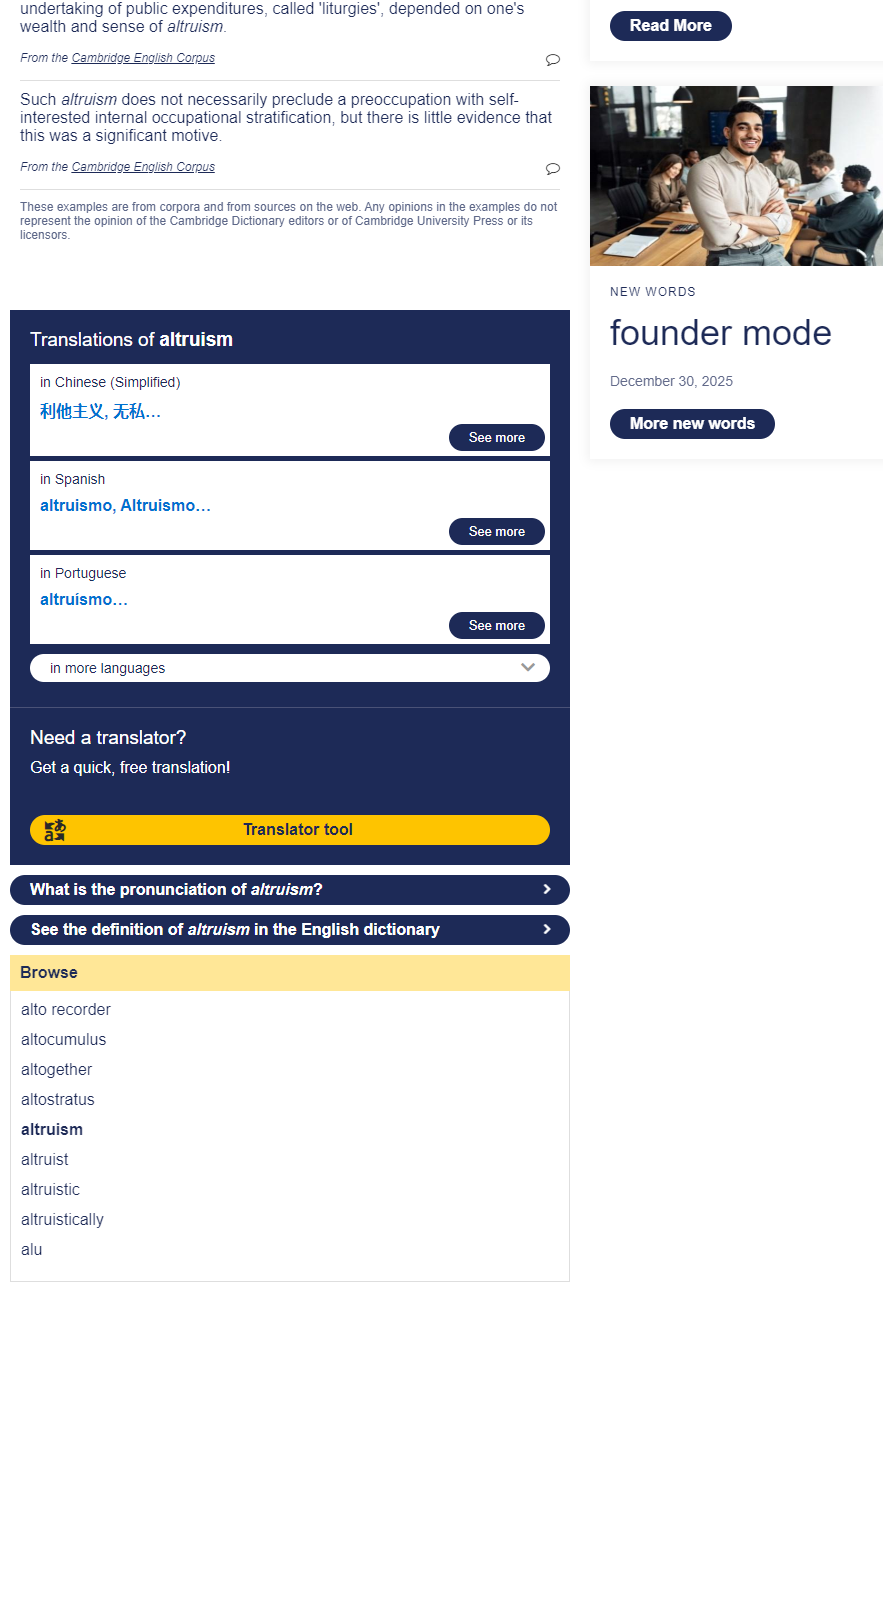 undertaking of public expenditures, called 'liturgies', depended on one's
wealth and sense of altruism.
From the Cambridge English Corpus
Such altruism does not necessarily preclude a preoccupation with self-
interested internal occupational stratification, but there is little evidence that
this was a significant motive.
From the Cambridge English Corpus
These examples are from corpora and from sources on the web. Any opinions in the examples do not
represent the opinion of the Cambridge Dictionary editors or of Cambridge University Press or its
licensors.
Translations of altruism
in Chinese (Simplified)
利他主义, 无私…
See more
in Spanish
altruismo, Altruismo…
See more
in Portuguese
altruísmo…
See more
in more languages
Need a translator?
Get a quick, free translation!
Translator tool
What is the pronunciation of altruism?
See the definition of altruism in the English dictionary
Browse
alto recorder
altocumulus
altogether
altostratus
altruism
altruist
altruistic
altruistically
alu
Read More
NEW WORDS
founder mode
December 30, 2025
More new words